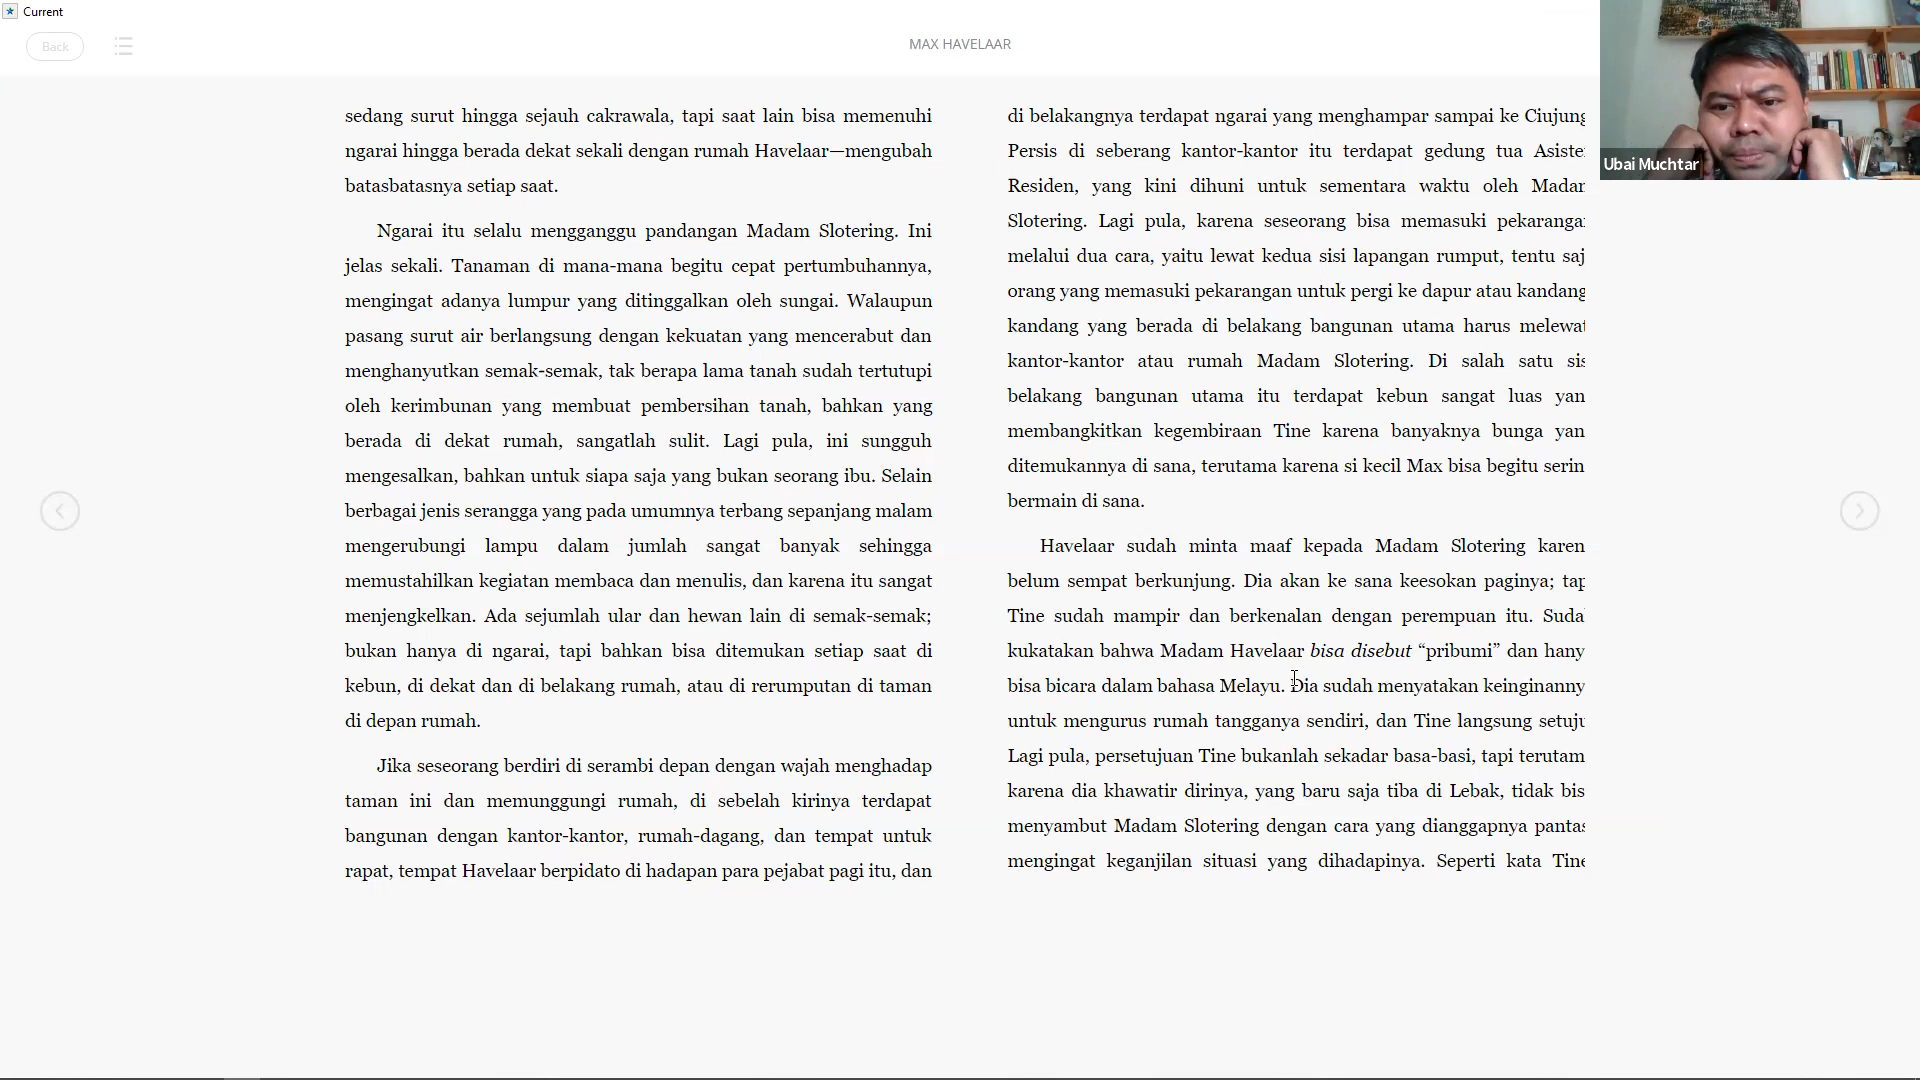 Current
Back
MAX HAVELAAR
Ubai Muchtar
sedang surut hingga sejauh cakrawala, tapi saat lain bisa memenuhi
ngarai hingga berada dekat sekali dengan rumah Havelaar—mengubah
batasbatasnya setiap saat.
Ngarai itu selalu mengganggu pandangan Madam Slotering. Ini
jelas sekali. Tanaman di mana-mana begitu cepat pertumbuhannya,
mengingat adanya lumpur yang ditinggalkan oleh sungai. Walaupun
pasang surut air berlangsung dengan kekuatan yang mencerabut dan
menghanyutkan semak-semak, tak berapa lama tanah sudah tertutupi
oleh kerimbunan yang membuat pembersihan tanah, bahkan yang
berada di dekat rumah, sangatlah sulit. Lagi pula, ini sungguh
mengesalkan, bahkan untuk siapa saja yang bukan seorang ibu. Selain
berbagai jenis serangga yang pada umumnya terbang sepanjang malam
mengerubungi lampu dalam jumlah sangat banyak sehingga
memustahilkan kegiatan membaca dan menulis, dan karena itu sangat
menjengkelkan. Ada sejumlah ular dan hewan lain di semak-semak;
bukan hanya di ngarai, tapi bahkan bisa ditemukan setiap saat di
kebun, di dekat dan di belakang rumah, atau di rerumputan di taman
di depan rumah.
Jika seseorang berdiri di serambi depan dengan wajah menghadap
taman ini dan memunggungi rumah, di sebelah kirinya terdapat
bangunan dengan kantor-kantor, rumah-dagang, dan tempat untuk
rapat, tempat Havelaar berpidato di hadapan para pejabat pagi itu, dan
di belakangnya terdapat ngarai yang menghampar sampai ke Ciujung
Persis di seberang kantor-kantor itu terdapat gedung tua Asiste
Residen, yang kini dihuni untuk sementara waktu oleh Madan
Slotering. Lagi pula, karena seseorang bisa memasuki pekaranga
melalui dua cara, yaitu lewat kedua sisi lapangan rumput, tentu saj
orang yang memasuki pekarangan untuk pergi ke dapur atau kandang
kandang yang berada di belakang bangunan utama harus melewat
kantor-kantor atau rumah Madam Slotering. Di salah satu sis
belakang bangunan utama itu terdapat kebun sangat luas yan
membangkitkan kegembiraan Tine karena banyaknya bunga yan
ditemukannya di sana, terutama karena si kecil Max bisa begitu serin
bermain di sana.
Havelaar sudah minta maaf kepada Madam Slotering karen
belum sempat berkunjung. Dia akan ke sana keesokan paginya; tap
Tine sudah mampir dan berkenalan dengan perempuan itu. Suda
kukatakan bahwa Madam Havelaar bisa disebut “pribumi” dan hany
bisa bicara dalam bahasa Melayu. Dia sudah menyatakan keinginanny
untuk mengurus rumah tangganya sendiri, dan Tine langsung setuju
Lagi pula, persetujuan Tine bukanlah sekadar basa-basi, tapi terutam
karena dia khawatir dirinya, yang baru saja tiba di Lebak, tidak bis
menyambut Madam Slotering dengan cara yang dianggapnya pantas
mengingat keganjilan situasi yang dihadapinya. Seperti kata Tine